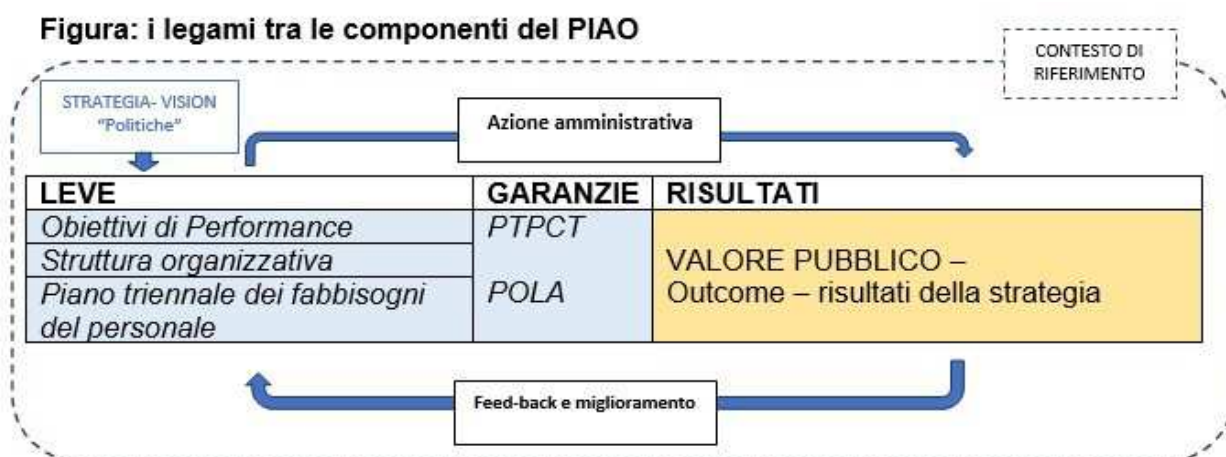 Figura: i legami tra le componenti del PIAO
CONTESTO DI
RIFERIMENTO
STRATEGIA- VISION
"Politiche"
Azione amministrativa
LEVE GARANZIE RISULTATI
Obiettivi di Performance PTPCT
Struttura organizzativa
VALORE PUBBLICO –
Piano triennale dei fabbisogni
del personale
POLA
Outcome – risultati della strategia
Feed-back e miglioramento